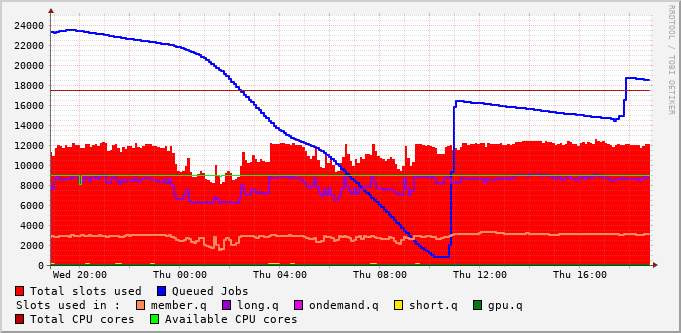 RRDTOOL / TOBI OETIKER
24000
22000
20000
18000
16000
14000
12000
10000
8000
6000
4000
2000
0
Wed 20:00 Thu 00:00 Thu 04:00 Thu 08:00 Thu 12:00 Thu 16:00
Total slots used Queued Jobs
Slots used in : member.q long.q ondemand.q short.q gpu.q
Total CPU cores Available CPU cores